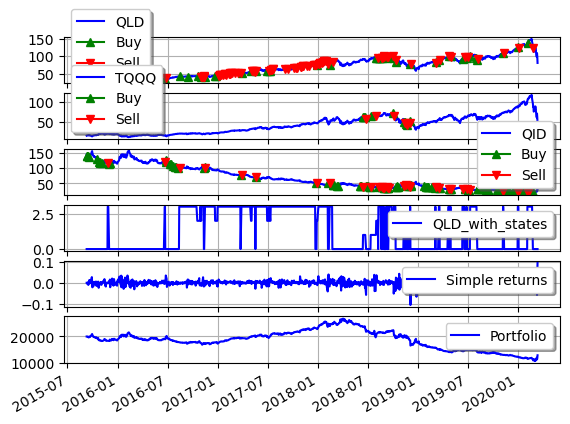 QLD
Buy
Sell
150
100
50
TQQQ
Buy
Sell
100
50
QID
Buy
Sell
150
100
50
QLD_with_states
2.5
0.0
Simple returns
0.1
0.0
−0.1
Portfolio
20000
10000
2015-07
2016-01
2016-07
2017-01
2017-07
2018-01
2018-07
2019-01
2019-07
2020-01